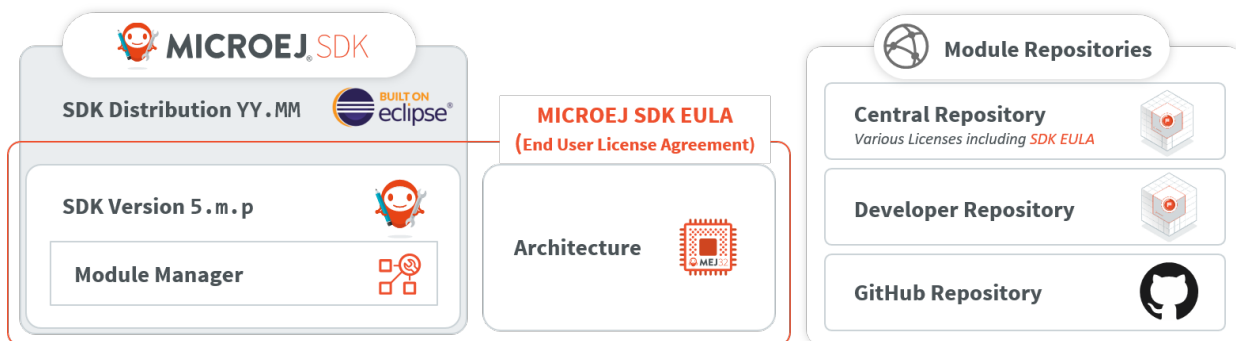 MICROEJ® SDK
SDK Distribution YY.MM
BUILT ON
eclipse®
MICROEJ SDK EULA
(End User License Agreement)
SDK Version 5.m.p
Module Manager
Architecture
MEJ32
Module Repositories
Central Repository
Various Licenses including SDK EULA
Developer Repository
GitHub Repository